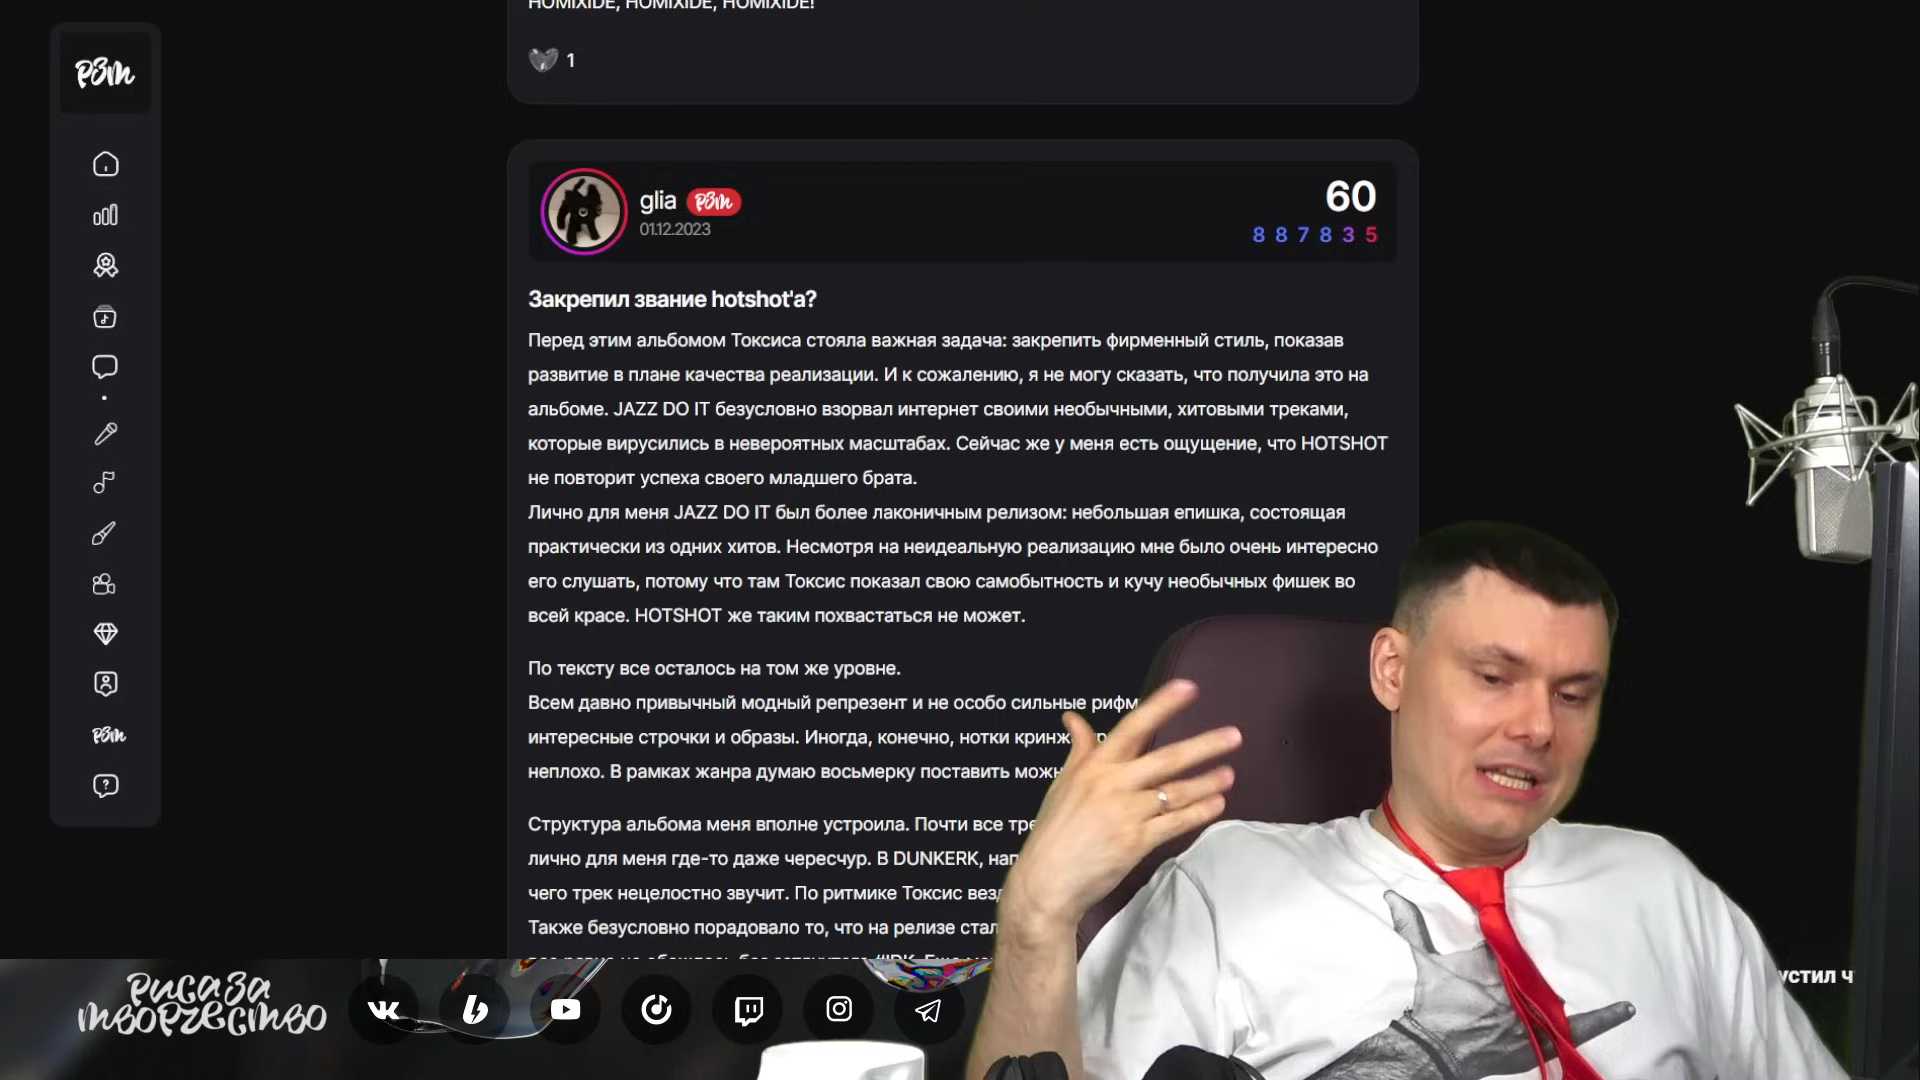 HOMIXIDE, HOMIXIDE, HOMIXIDE!
1
РЗТ
glia РЗТ
01.12.2023
60
8 8 7 8 3 5
Закрепил звание hotshot'a?
Перед этим альбомом Токсиса стояла важная задача: закрепить фирменный стиль, показав
развитие в плане качества реализации. И к сожалению, я не могу сказать, что получила это на
альбоме. JAZZ DO IT безусловно взорвал интернет своими необычными, хитовыми треками,
которые вирусились в невероятных масштабах. Сейчас же у меня есть ощущение, что HOTSHOT
не повторит успеха своего младшего брата.
Лично для меня JAZZ DO IT был более лаконичным релизом: небольшая епишка, состоящая
практически из одних хитов. Несмотря на неидеальную реализацию мне было очень интересно
его слушать, потому что там Токсис показал свою самобытность и кучу необычных фишек во
всей красе. HOTSHOT же таким похвастаться не может.
По тексту все осталось на том же уровне.
Всем давно привычный модный репрезент и не особо сильные рифм
интересные строчки и образы. Иногда, конечно, нотки
неплохо. В рамках жанра думаю восьмерку поставить можн
Структура альбома меня вполне устроила. Почти все тре
лично для меня где-то даже чересчур. В DUNKERK, нап
чего трек нецелостно звучит. По ритмике Токсис везд
Также безусловно порадовало то, что на релизе стал
РЗТ
риса за
творчество
устил ч